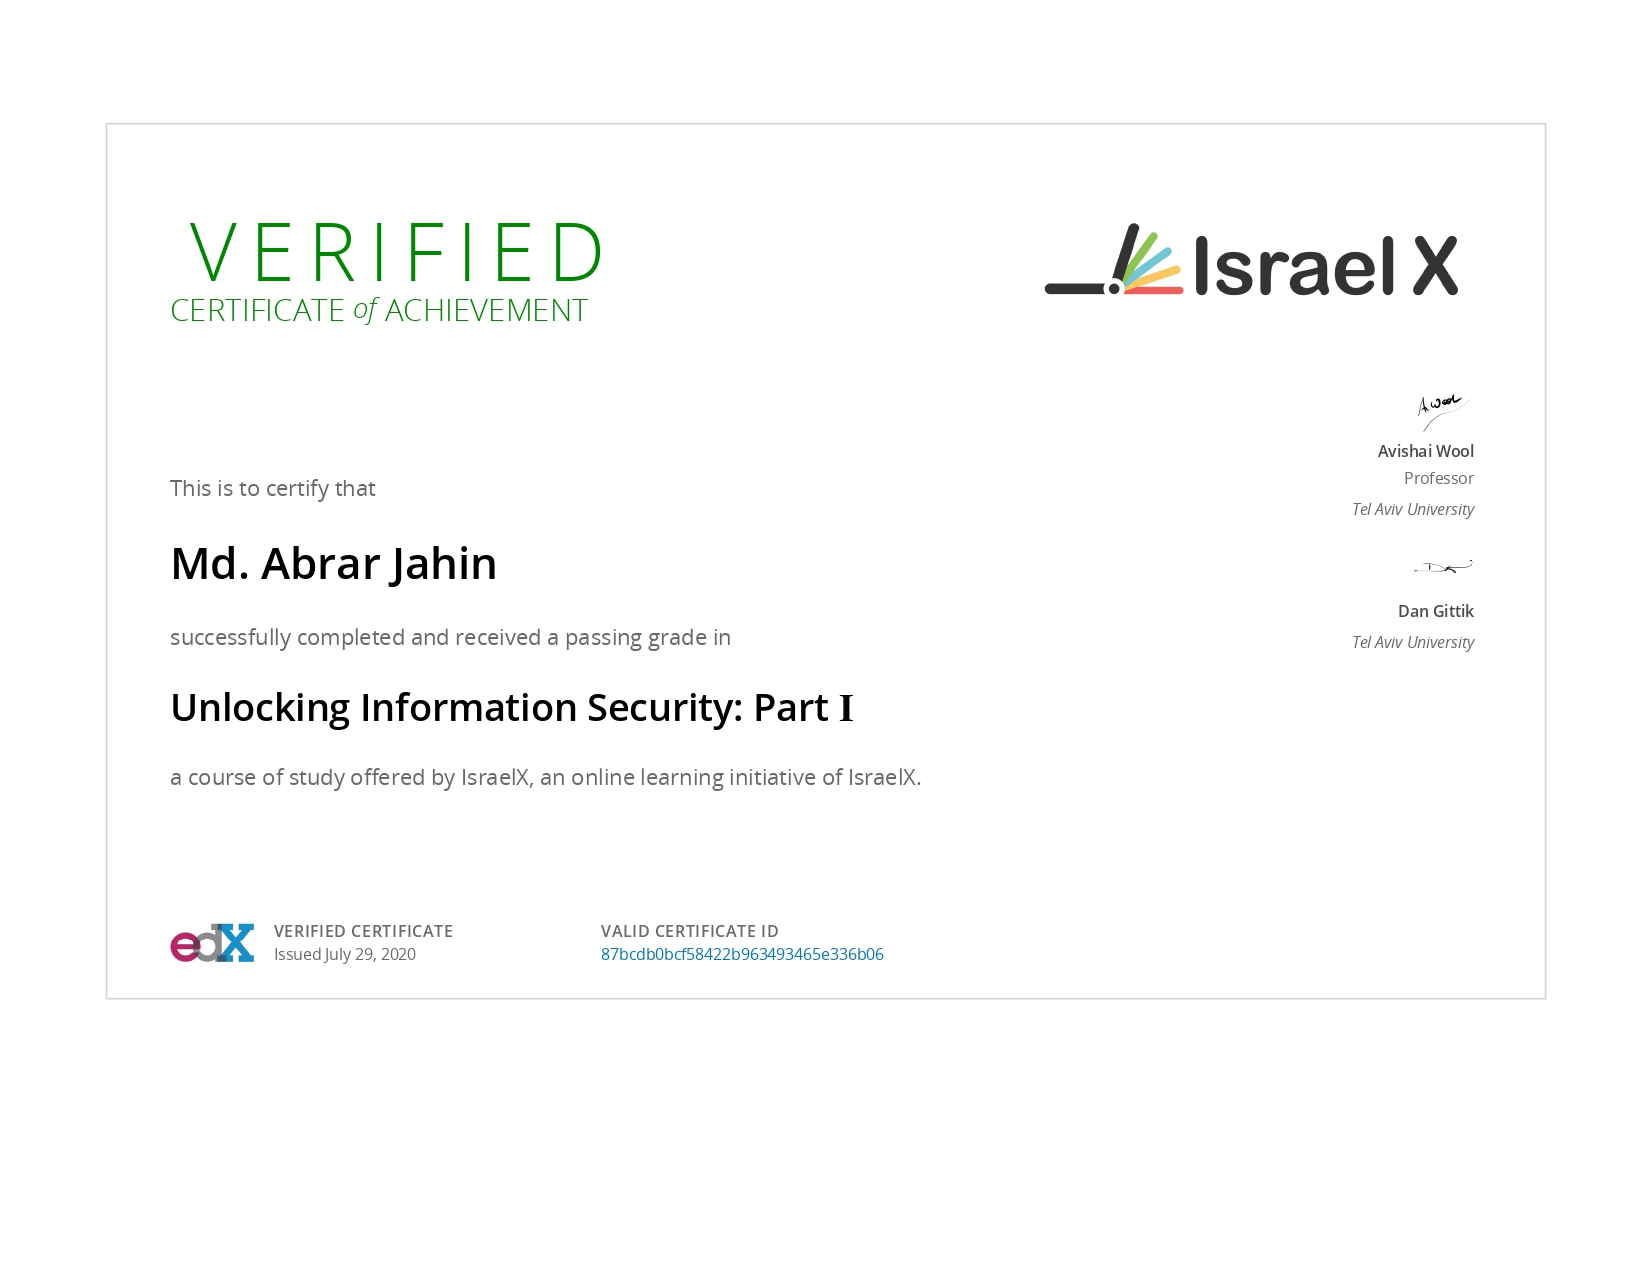 VERIFIED
CERTIFICATE of ACHIEVEMENT
Israel X
This is to certify that
Md. Abrar Jahin
successfully completed and received a passing grade in
Unlocking Information Security: Part I
a course of study offered by IsraelX, an online learning initiative of IsraelX.
A Wool
Avishai Wool
Professor
Tel Aviv University
Dan Gittik
Tel Aviv University
edX
VERIFIED CERTIFICATE
Issued July 29, 2020
VALID CERTIFICATE ID
87bcdb0bcf58422b963493465e336b06